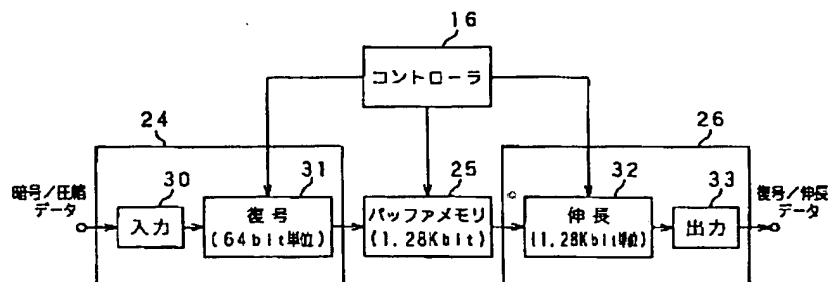 16
コントローラ
24
26
暗号/圧縮
データ
30
入力
31
復号
(64bit単位)
25
バッファメモリ
(1.28Kbit)
32
伸長
(1.28Kbit単位)
33
出力
復号/伸長
データ